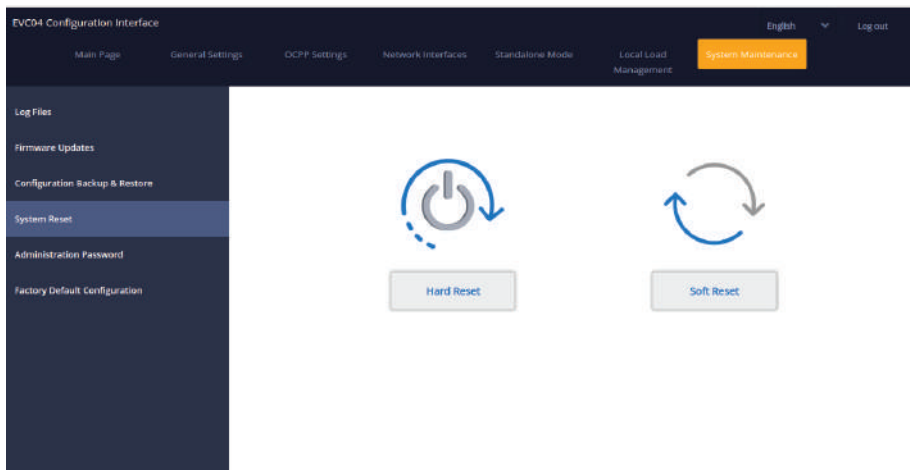 EVC04 Configuration Interface
English
Log out
Main Page
General Settings
OCPP Settings
Network Interfaces
Standalone Mode
Local Load
Management
System Maintenance
Log Files
Firmware Updates
Configuration Backup & Restore
System Reset
Administration Password
Factory Default Configuration
Hard Reset
Soft Reset